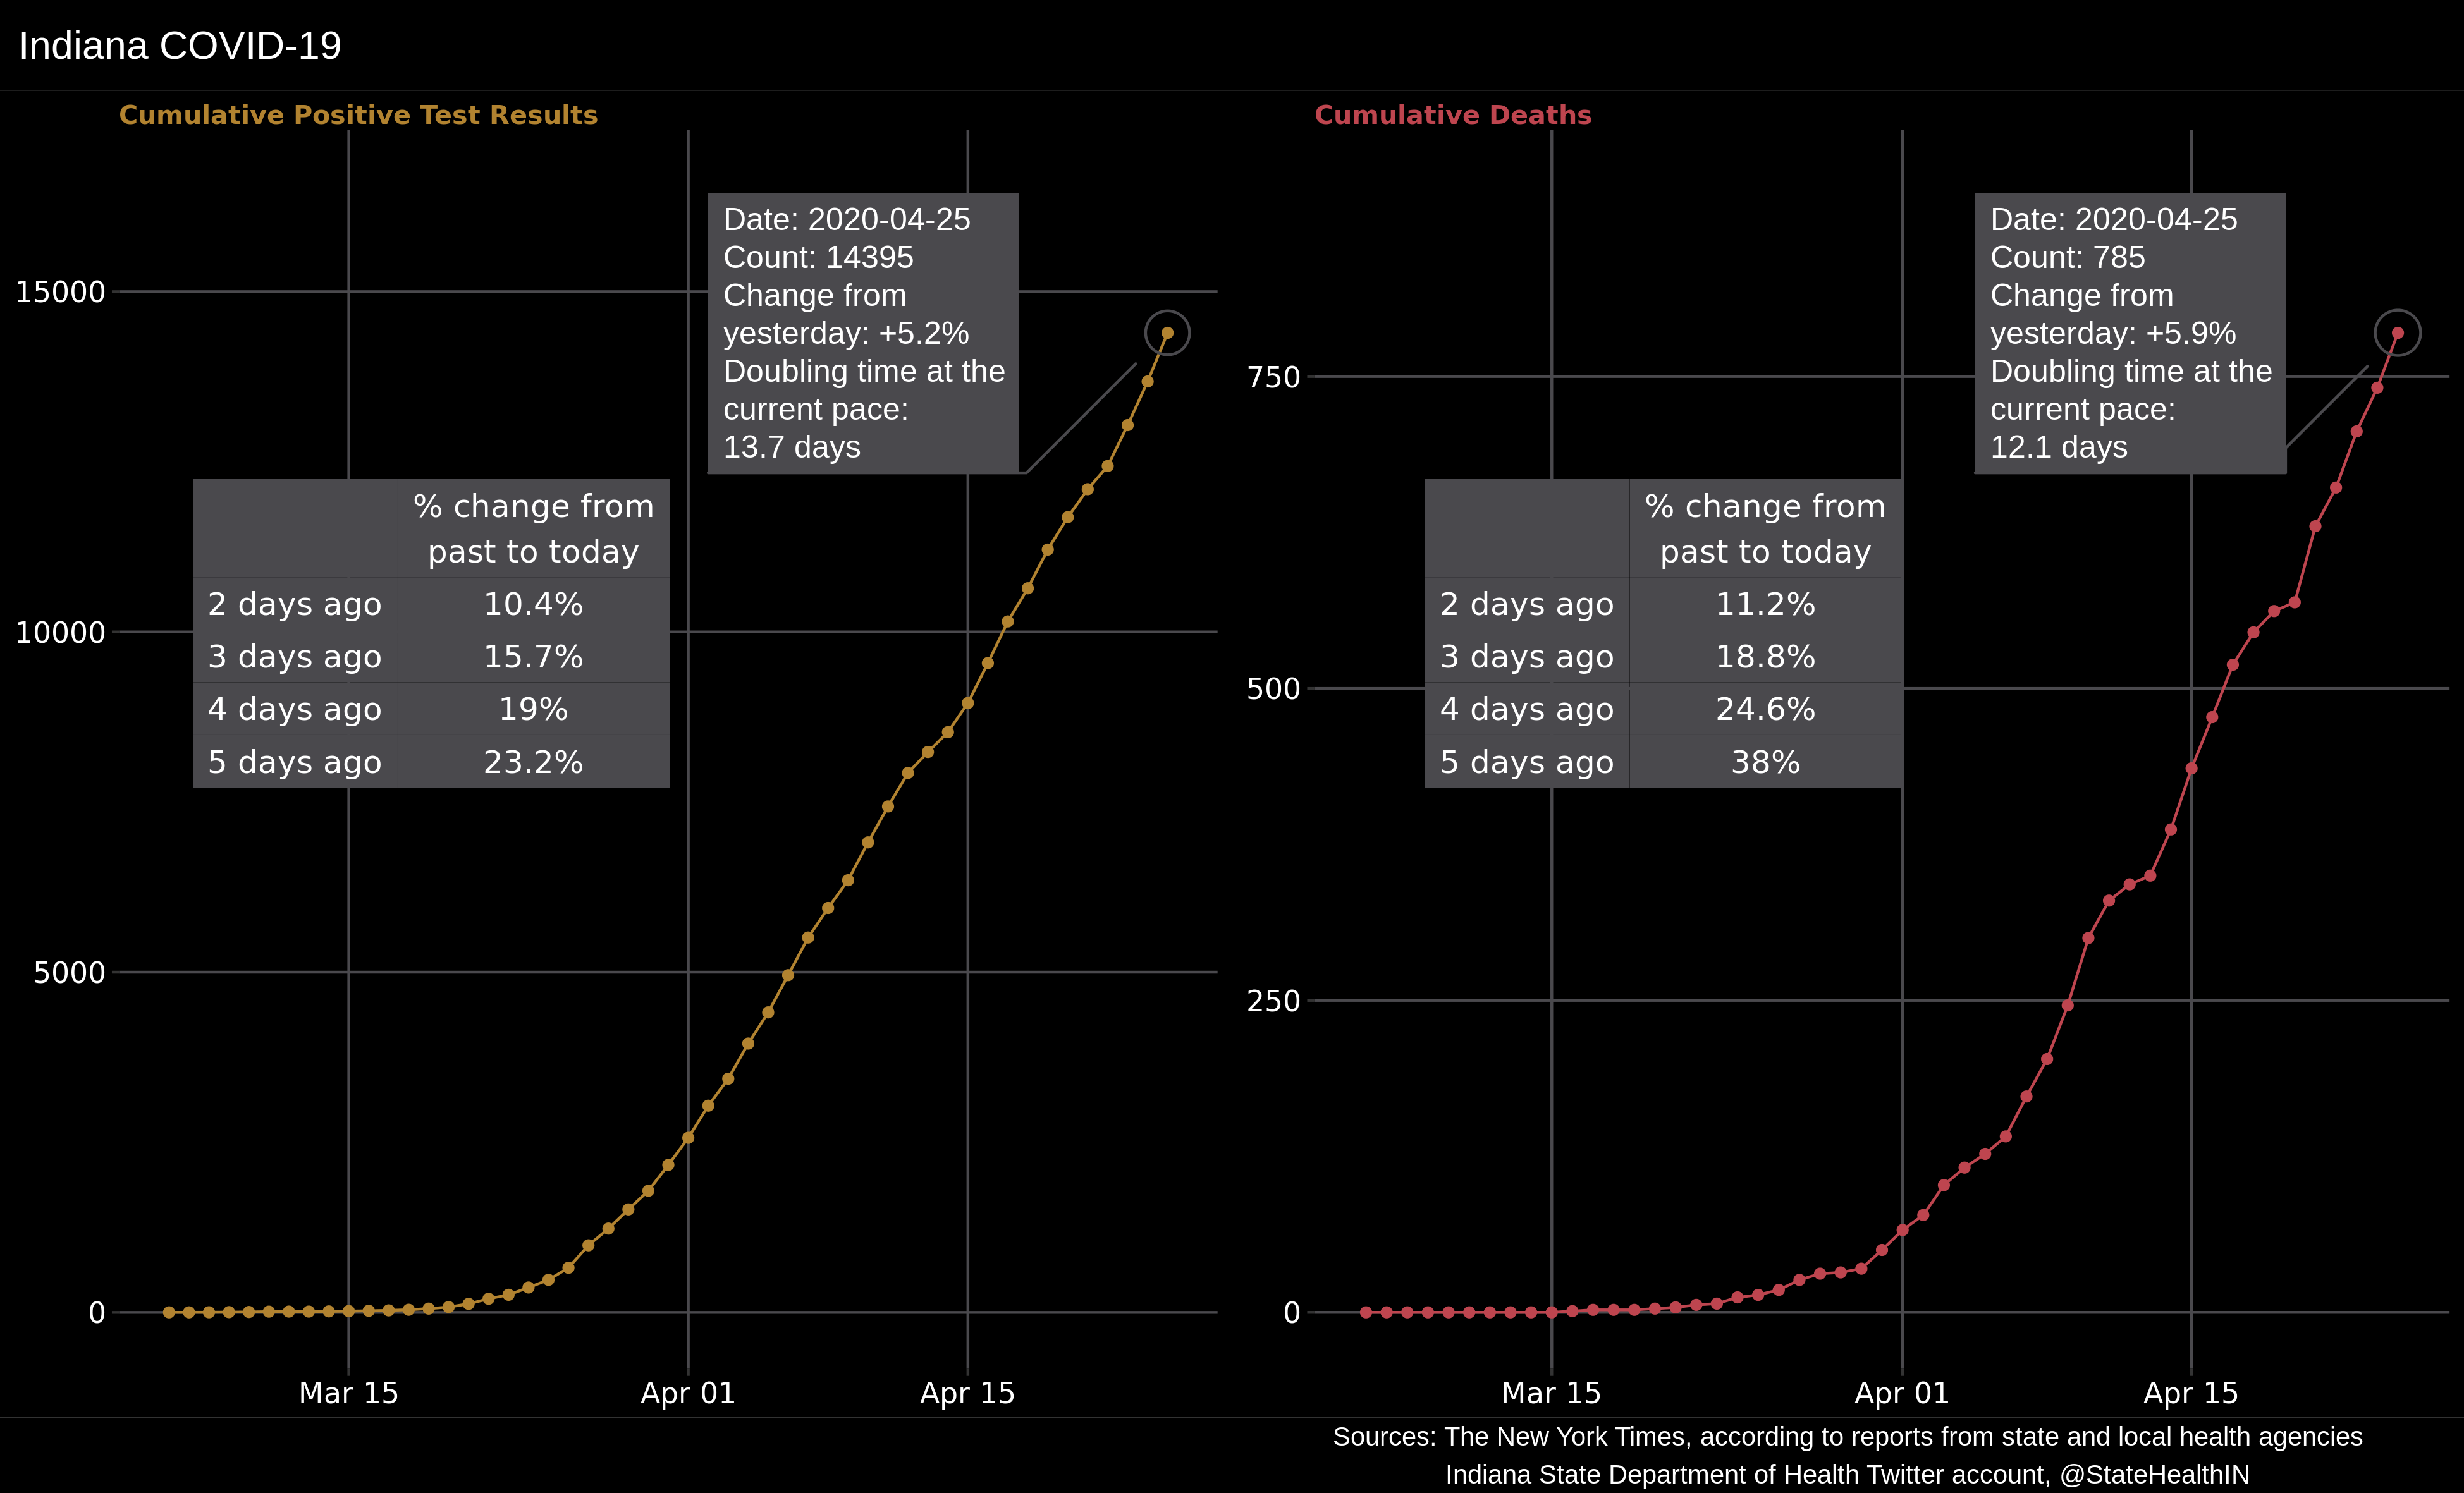 Indiana COVID-19
Cumulative Positive Test Results
15000
10000
5000
0
Mar 15
Apr 01
Apr 15
Date: 2020-04-25
Count: 14395
Change from
yesterday: +5.2%
Doubling time at the
current pace:
13.7 days
% change from
past to today
2 days ago 10.4%
3 days ago 15.7%
4 days ago 19%
5 days ago 23.2%
Cumulative Deaths
750
500
250
0
Mar 15
Apr 01
Apr 15
Date: 2020-04-25
Count: 785
Change from
yesterday: +5.9%
Doubling time at the
current pace:
12.1 days
% change from
past to today
2 days ago 11.2%
3 days ago 18.8%
4 days ago 24.6%
5 days ago 38%
Sources: The New York Times, according to reports from state and local health agencies
Indiana State Department of Health Twitter account, @StateHealthIN